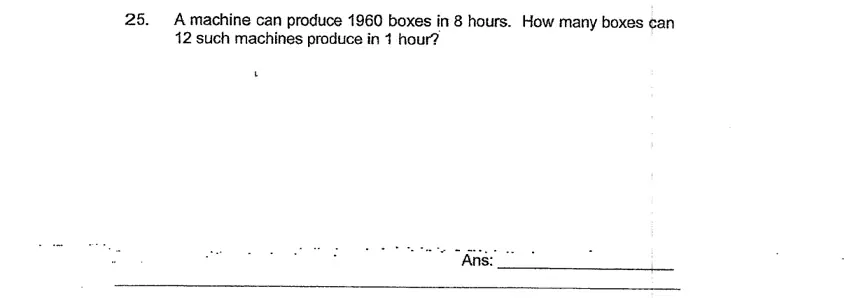 25. A machine can produce 1960 boxes in 8 hours. How many boxes can
12 such machines produce in 1 hour?
Ans: